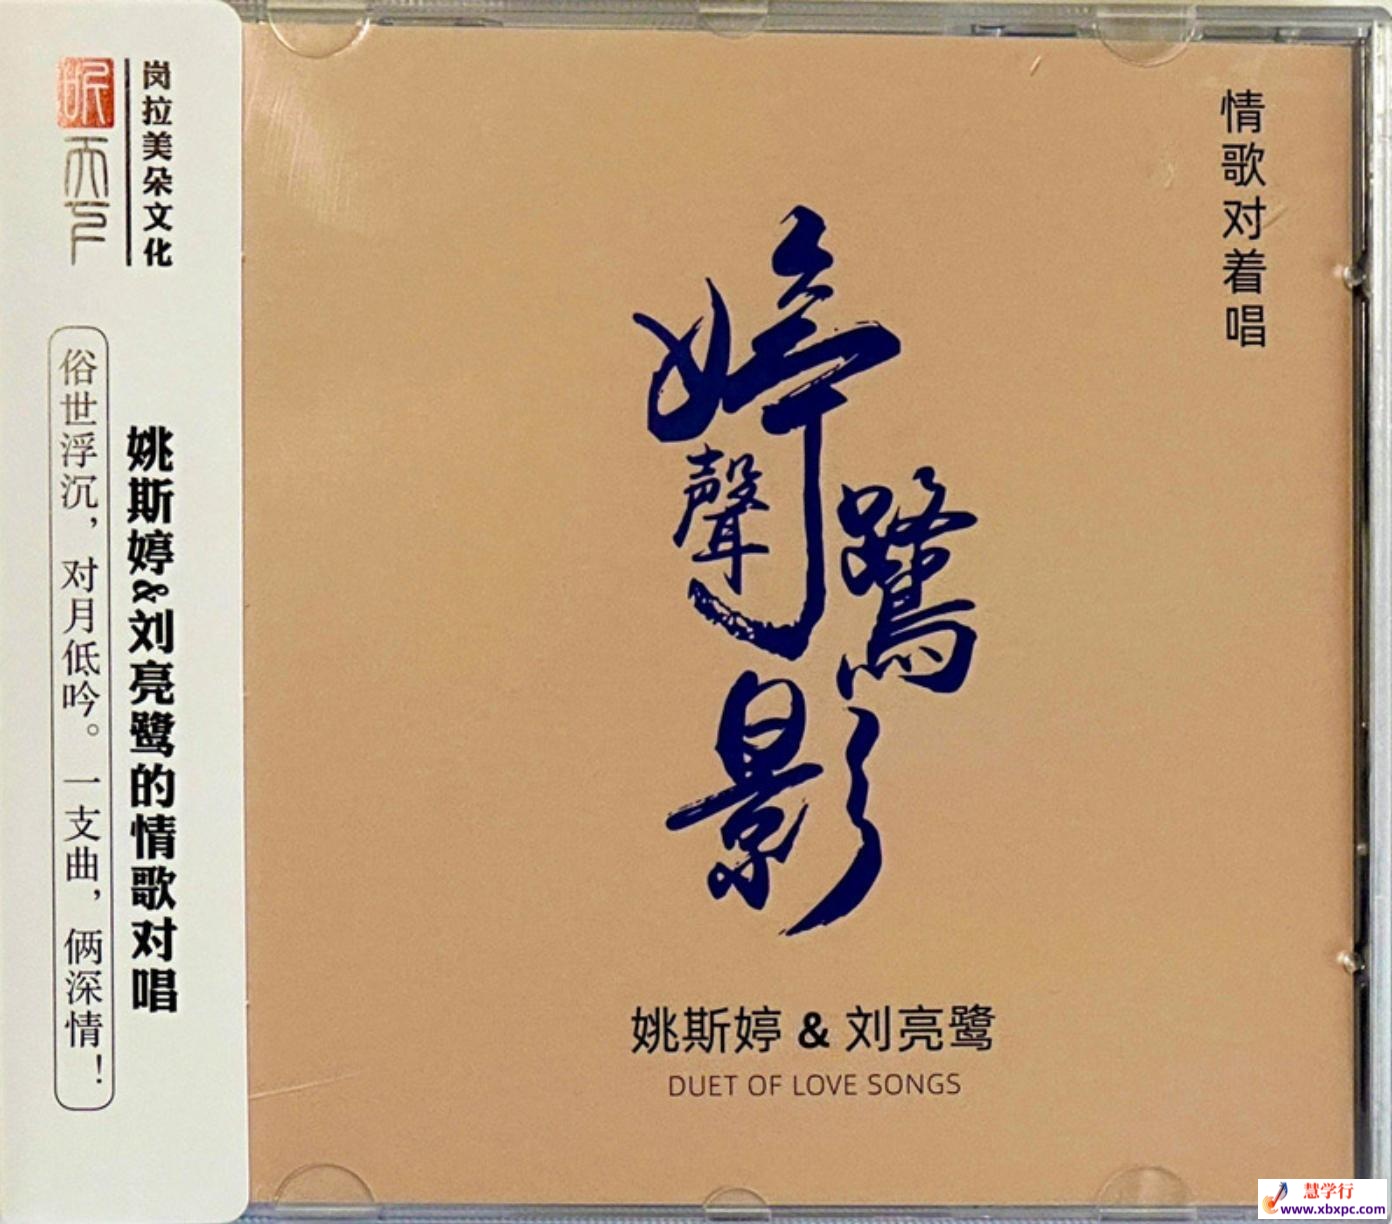 岗拉美朵文化
姚斯婷&刘亮鹭的情歌对唱
俗世浮沉，对月低吟。一支曲，俩深情！
情歌对着唱
婷聲
鷺影
姚斯婷 & 刘亮鹭
DUET OF LOVE SONGS
慧学行
www.xbxpc.com